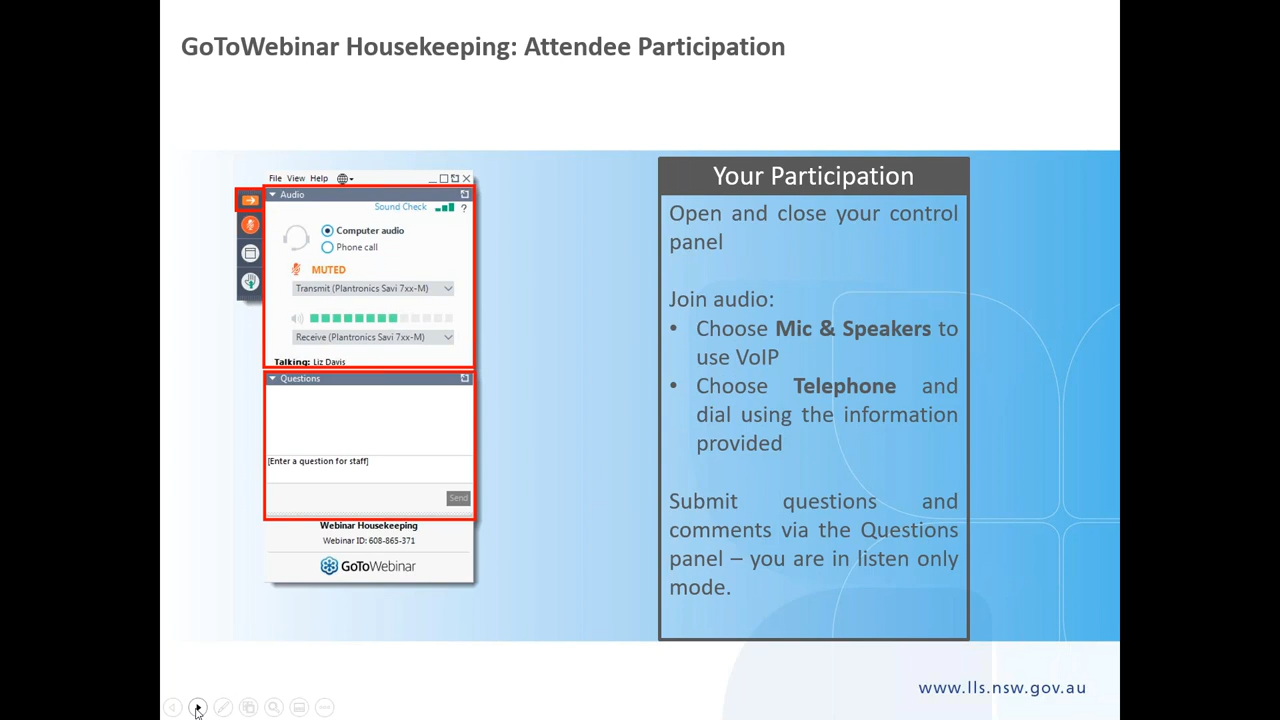 GoToWebinar Housekeeping: Attendee Participation
File View Help
Audio
Sound Check
?
Computer audio
Phone call
MUTED
Transmit (Plantronics Savi 7xx-M)
Receive (Plantronics Savi 7xx-M)
Talking: Liz Davis
Questions
[Enter a question for staff]
Send
Webinar Housekeeping
Webinar ID: 608-865-371
GoToWebinar
Your Participation
Open and close your control
panel
Join audio:
• Choose Mic & Speakers to
use VoIP
• Choose Telephone and
dial using the information
provided
Submit questions and
comments via the Questions
panel – you are in listen only
mode.
www.lls.nsw.gov.au